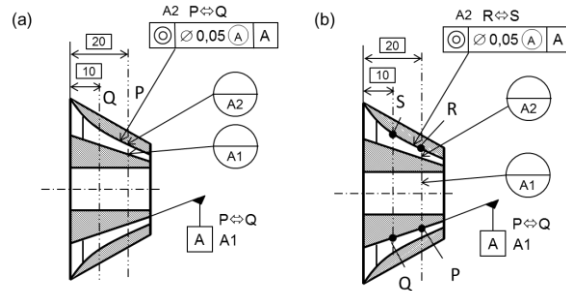 (a)
A2 P⇔Q
◎ ⌀ 0,05 Ⓐ A
20
10
Q
P
A2
A1
P⇔Q
A A1
(b)
A2 R⇔S
◎ ⌀ 0,05 Ⓐ A
20
10
S
R
A2
A1
P⇔Q
A A1
Q
P